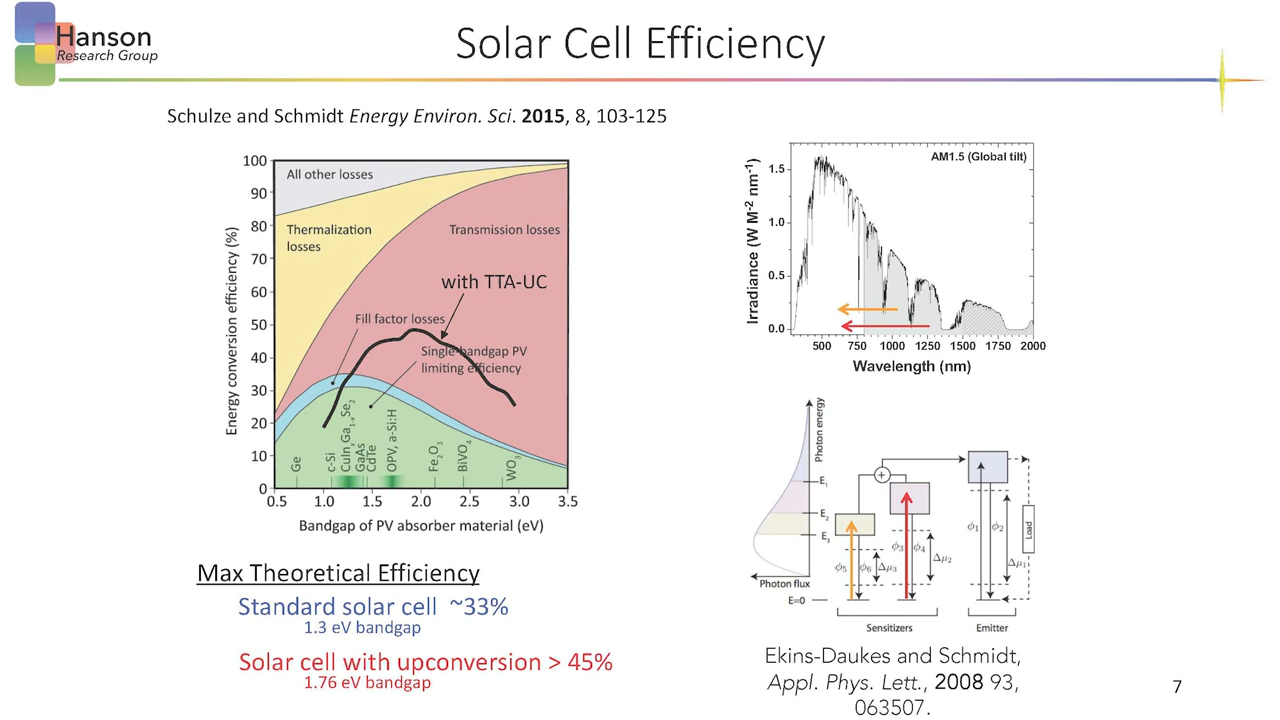 Hanson
Research Group
Solar Cell Efficiency
Schulze and Schmidt Energy Environ. Sci. 2015, 8, 103-125
Energy conversion efficiency (%)
100
90
80
70
60
50
40
30
20
10
0
All other losses
Thermalization
losses
Transmission losses
with TTA-UC
Fill factor losses
Single-bandgap PV
limiting efficiency
Ge
c-Si
CuInₓGa₁₋ₓSe₂
GaAs
CdTe
OPV, a-Si:H
Fe₂O₃
BiVO₄
WO₃
0.5 1.0 1.5 2.0 2.5 3.0 3.5
Bandgap of PV absorber material (eV)
Max Theoretical Efficiency
Standard solar cell ~33%
1.3 eV bandgap
Solar cell with upconversion > 45%
1.76 eV bandgap
AM1.5 (Global tilt)
Irradiance (W M⁻² nm⁻¹)
1.5
1.0
0.5
0.0
500 750 1000 1250 1500 1750 2000
Wavelength (nm)
Photon energy
E₁
E₂
E₃
Photon flux
E=0
+
ϕ₅ ϕ₆ Δμ₃
ϕ₃ ϕ₄ Δμ₂
ϕ₁ ϕ₂ Δμ₁
Load
Sensitizers
Emitter
Ekins-Daukes and Schmidt,
Appl. Phys. Lett., 2008 93,
063507.
7